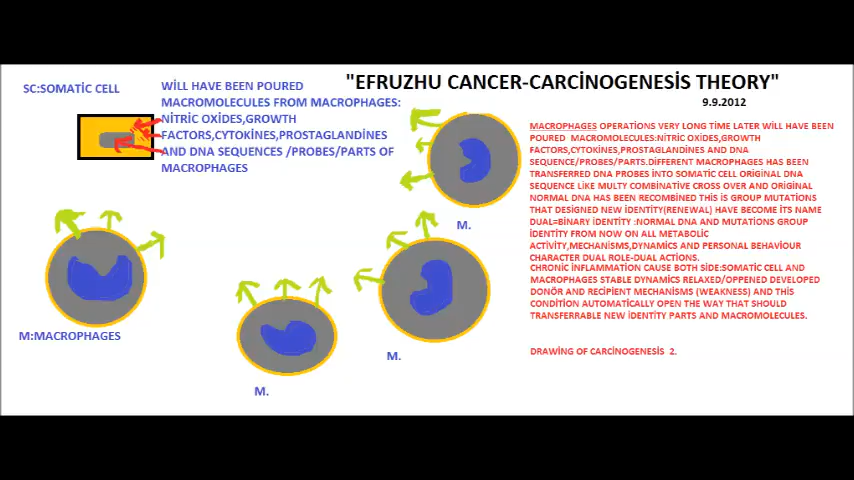 "EFRUZHU CANCER-CARCİNOGENESİS THEORY"
9.9.2012
SC:SOMATİC CELL
WİLL HAVE BEEN POURED
MACROMOLECULES FROM MACROPHAGES:
NİTRIC OXİDES,GROWTH
FACTORS,CYTOKİNES,PROSTAGLANDİNES
AND DNA SEQUENCES /PROBES/PARTS OF
MACROPHAGES
M:MACROPHAGES
M.
M.
M.
MACROPHAGES OPERATİONS VERY LONG TİME LATER WİLL HAVE BEEN
POURED  MACROMOLECULES:NİTRİC OXİDES,GROWTH
FACTORS,CYTOKİNES,PROSTAGLANDİNES AND DNA
SEQUENCE/PROBES/PARTS.DİFFERENT MACROPHAGES HAS BEEN
TRANSFERRED DNA PROBES İNTO SOMATİC CELL ORİGİNAL DNA
SEQUENCE LİKE MULTY COMBINATİVE CROSS OVER AND ORİGİNAL
NORMAL DNA HAS BEEN RECOMBİNED THİS İS GROUP MUTATİONS
THAT DESİGNED NEW İDENTİTY(RENEWAL) HAVE BECOME İTS NAME
DUAL=BİNARY İDENTİTY :NORMAL DNA AND MUTATİONS GROUP
İDENTİTY FROM NOW ON ALL METABOLİC
ACTİVİTY,MECHANİSMS,DYNAMİCS AND PERSONAL BEHAVİOUR
CHARACTER DUAL ROLE-DUAL ACTİONS.
CHRONİC İNFLAMMATİON CAUSE BOTH SİDE:SOMATİC CELL AND
MACROPHAGES STABLE DYNAMİCS RELAXED/OPPENED DEVELOPED
DONÖR AND RECİPİENT MECHANİSMS (WEAKNESS) AND THİS
CONDİTİON AUTOMATİCALLY OPEN THE WAY THAT SHOULD
TRANSFERRABLE NEW İDENTİTY PARTS AND MACROMOLECULES.
DRAWİNG OF CARCİNOGENESİS  2.